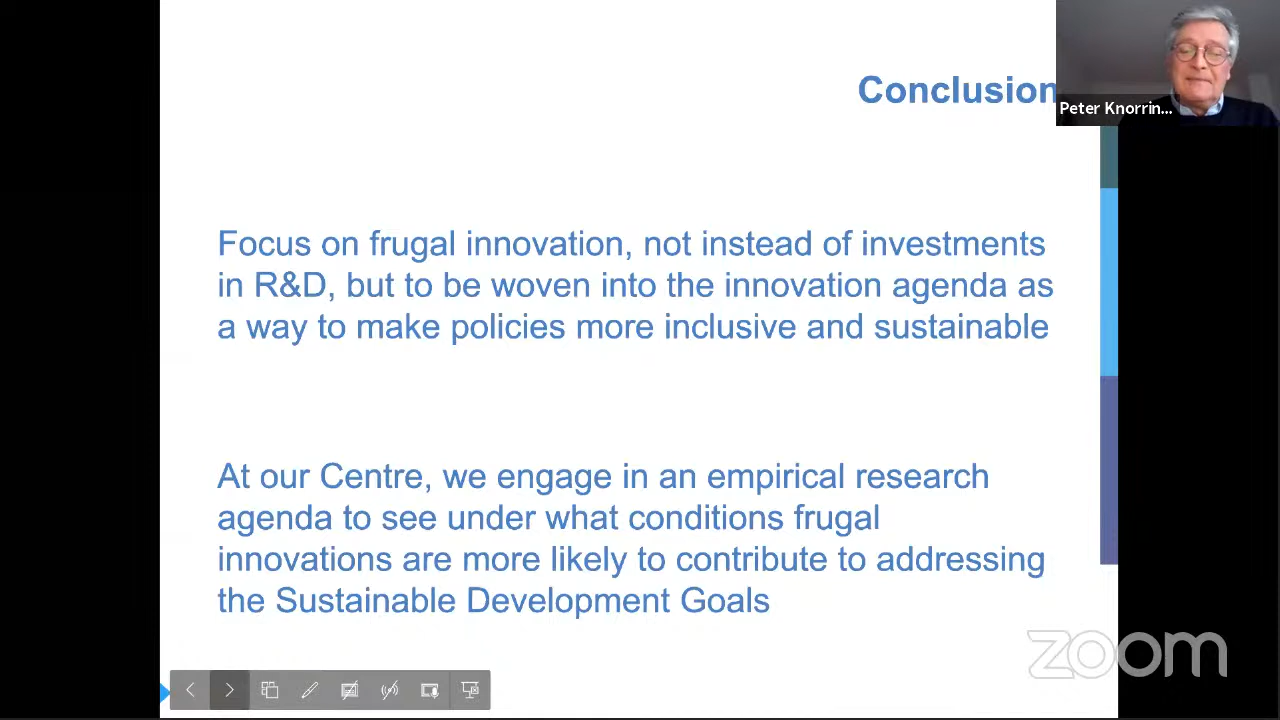 Conclusion
Peter Knorrin...
Focus on frugal innovation, not instead of investments
in R&D, but to be woven into the innovation agenda as
a way to make policies more inclusive and sustainable
At our Centre, we engage in an empirical research
agenda to see under what conditions frugal
innovations are more likely to contribute to addressing
the Sustainable Development Goals
zoom